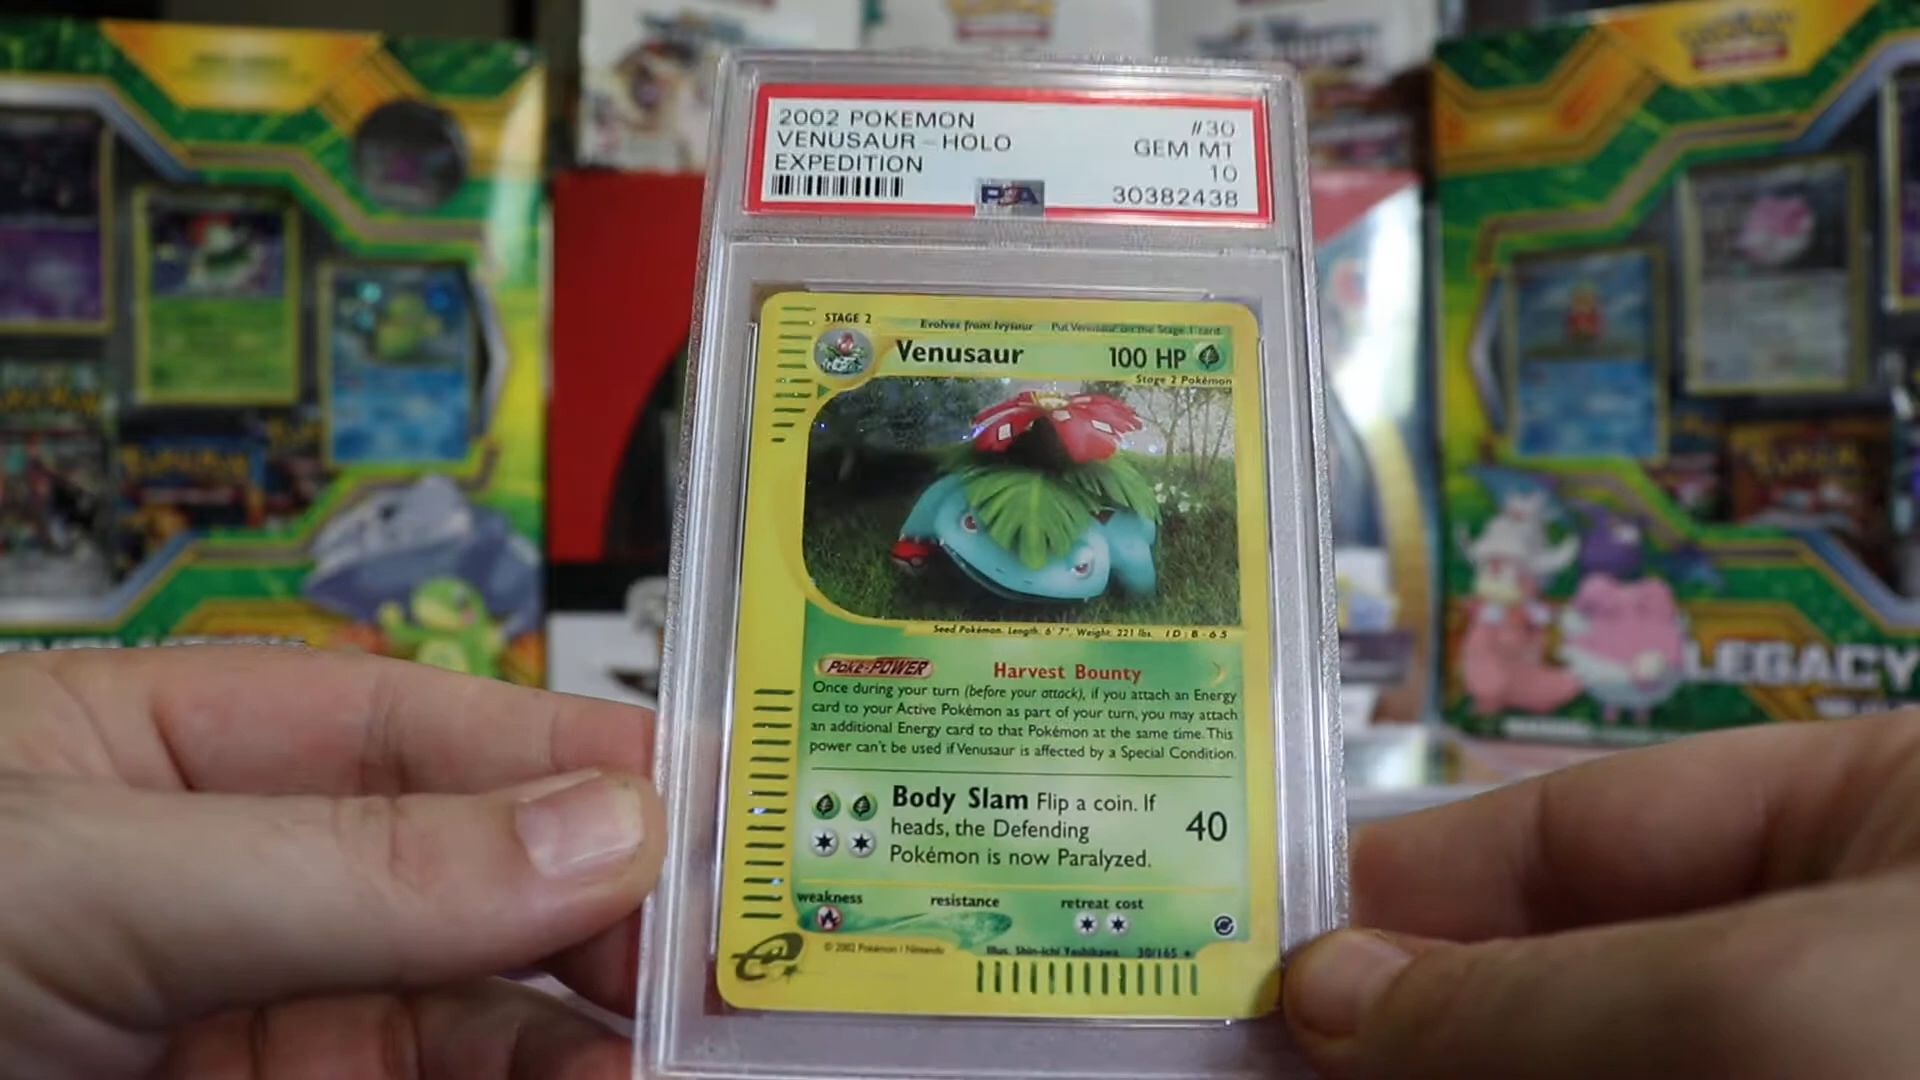 2002 POKEMON
VENUSAUR - HOLO
EXPEDITION
#30
GEM MT
10
30382438
PSA
STAGE 2
Evolves from Ivysaur
Put Venusaur on the Stage 1 card
Venusaur
100 HP
Stage 2 Pokémon
Seed Pokémon. Length: 6' 7", Weight: 221 lbs. ID: B-65
Poké-POWER
Harvest Bounty
Once during your turn (before your attack), if you attach an Energy
card to your Active Pokémon as part of your turn, you may attach
an additional Energy card to that Pokémon at the same time. This
power can't be used if Venusaur is affected by a Special Condition.
Body Slam Flip a coin. If
heads, the Defending
Pokémon is now Paralyzed.
40
weakness
resistance
retreat cost
© 2002 Pokémon / Nintendo
Illus. Shin-ichi Yoshikawa
30/165
LEGACY